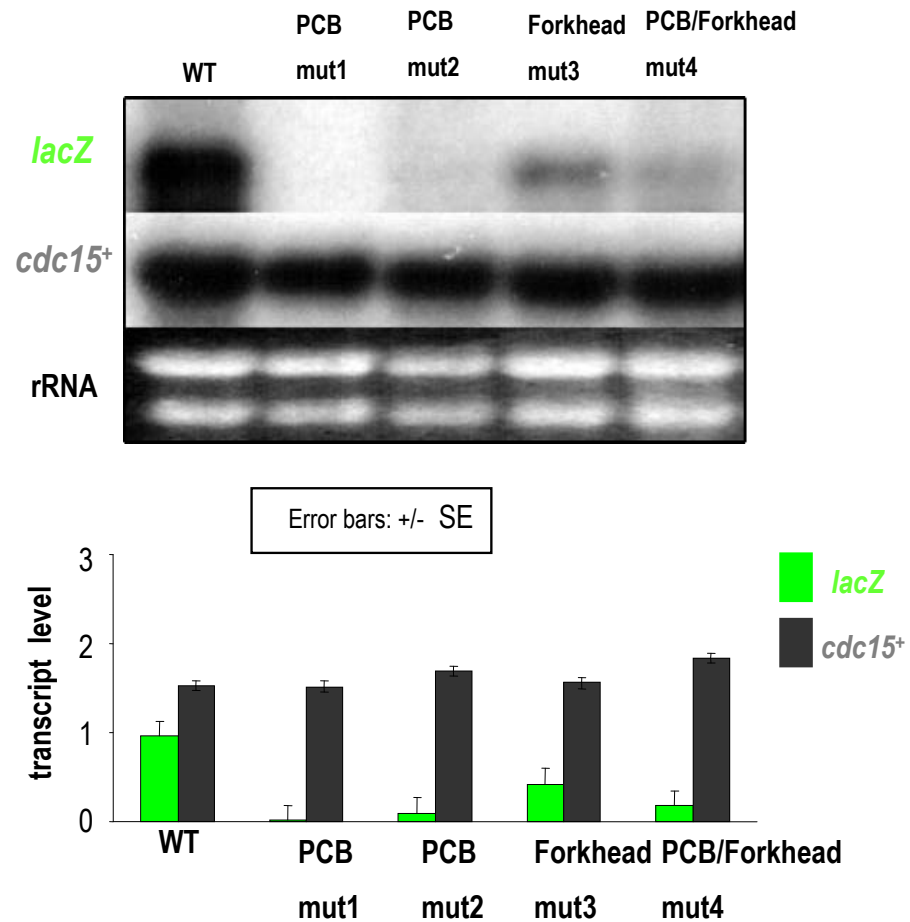 PCB PCB Forkhead PCB/Forkhead
WT mut1 mut2 mut3 mut4
lacZ
cdc15+
rRNA
Error bars: +/- SE
3
2
1
0
transcript level
lacZ
cdc15+
WT PCB PCB Forkhead PCB/Forkhead
mut1 mut2 mut3 mut4